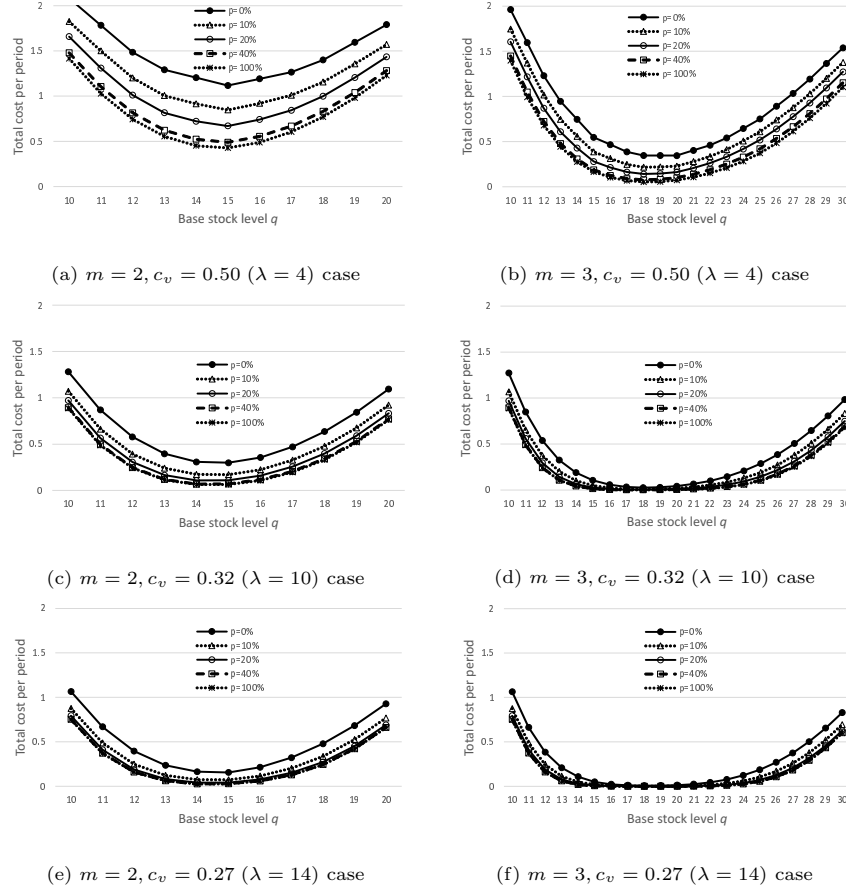 2
1.5
1
0.5
0
Total cost per period
p=0%
p=10%
p=20%
p=40%
p=100%
10 11 12 13 14 15 16 17 18 19 20
Base stock level q
(a) m = 2, c_v = 0.50 (λ = 4) case
2
1.5
1
0.5
0
Total cost per period
p=0%
p=10%
p=20%
p=40%
p=100%
10 11 12 13 14 15 16 17 18 19 20 21 22 23 24 25 26 27 28 29 30
Base stock level q
(b) m = 3, c_v = 0.50 (λ = 4) case
2
1.5
1
0.5
0
Total cost per period
p=0%
p=10%
p=20%
p=40%
p=100%
10 11 12 13 14 15 16 17 18 19 20
Base stock level q
(c) m = 2, c_v = 0.32 (λ = 10) case
2
1.5
1
0.5
0
Total cost per period
p=0%
p=10%
p=20%
p=40%
p=100%
10 11 12 13 14 15 16 17 18 19 20 21 22 23 24 25 26 27 28 29 30
Base stock level q
(d) m = 3, c_v = 0.32 (λ = 10) case
2
1.5
1
0.5
0
Total cost per period
p=0%
p=10%
p=20%
p=40%
p=100%
10 11 12 13 14 15 16 17 18 19 20
Base stock level q
(e) m = 2, c_v = 0.27 (λ = 14) case
2
1.5
1
0.5
0
Total cost per period
p=0%
p=10%
p=20%
p=40%
p=100%
10 11 12 13 14 15 16 17 18 19 20 21 22 23 24 25 26 27 28 29 30
Base stock level q
(f) m = 3, c_v = 0.27 (λ = 14) case